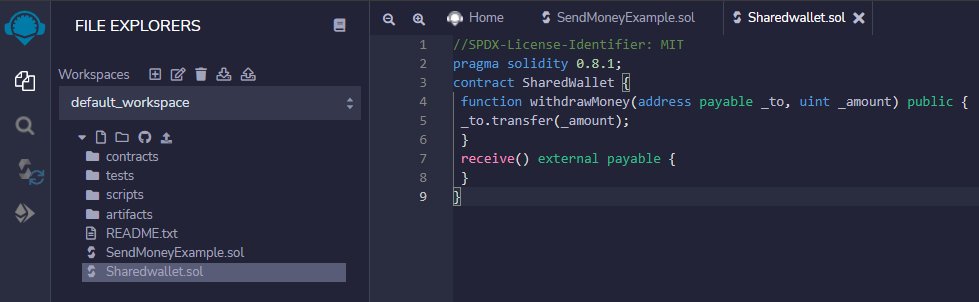 FILE EXPLORERS
Workspaces
default_workspace
contracts
tests
scripts
artifacts
README.txt
SendMoneyExample.sol
Sharedwallet.sol
Home SendMoneyExample.sol Sharedwallet.sol
1 //SPDX-License-Identifier: MIT
2 pragma solidity 0.8.1;
3 contract SharedWallet {
4 function withdrawMoney(address payable _to, uint _amount) public {
5 _to.transfer(_amount);
6 }
7 receive() external payable {
8 }
9 }